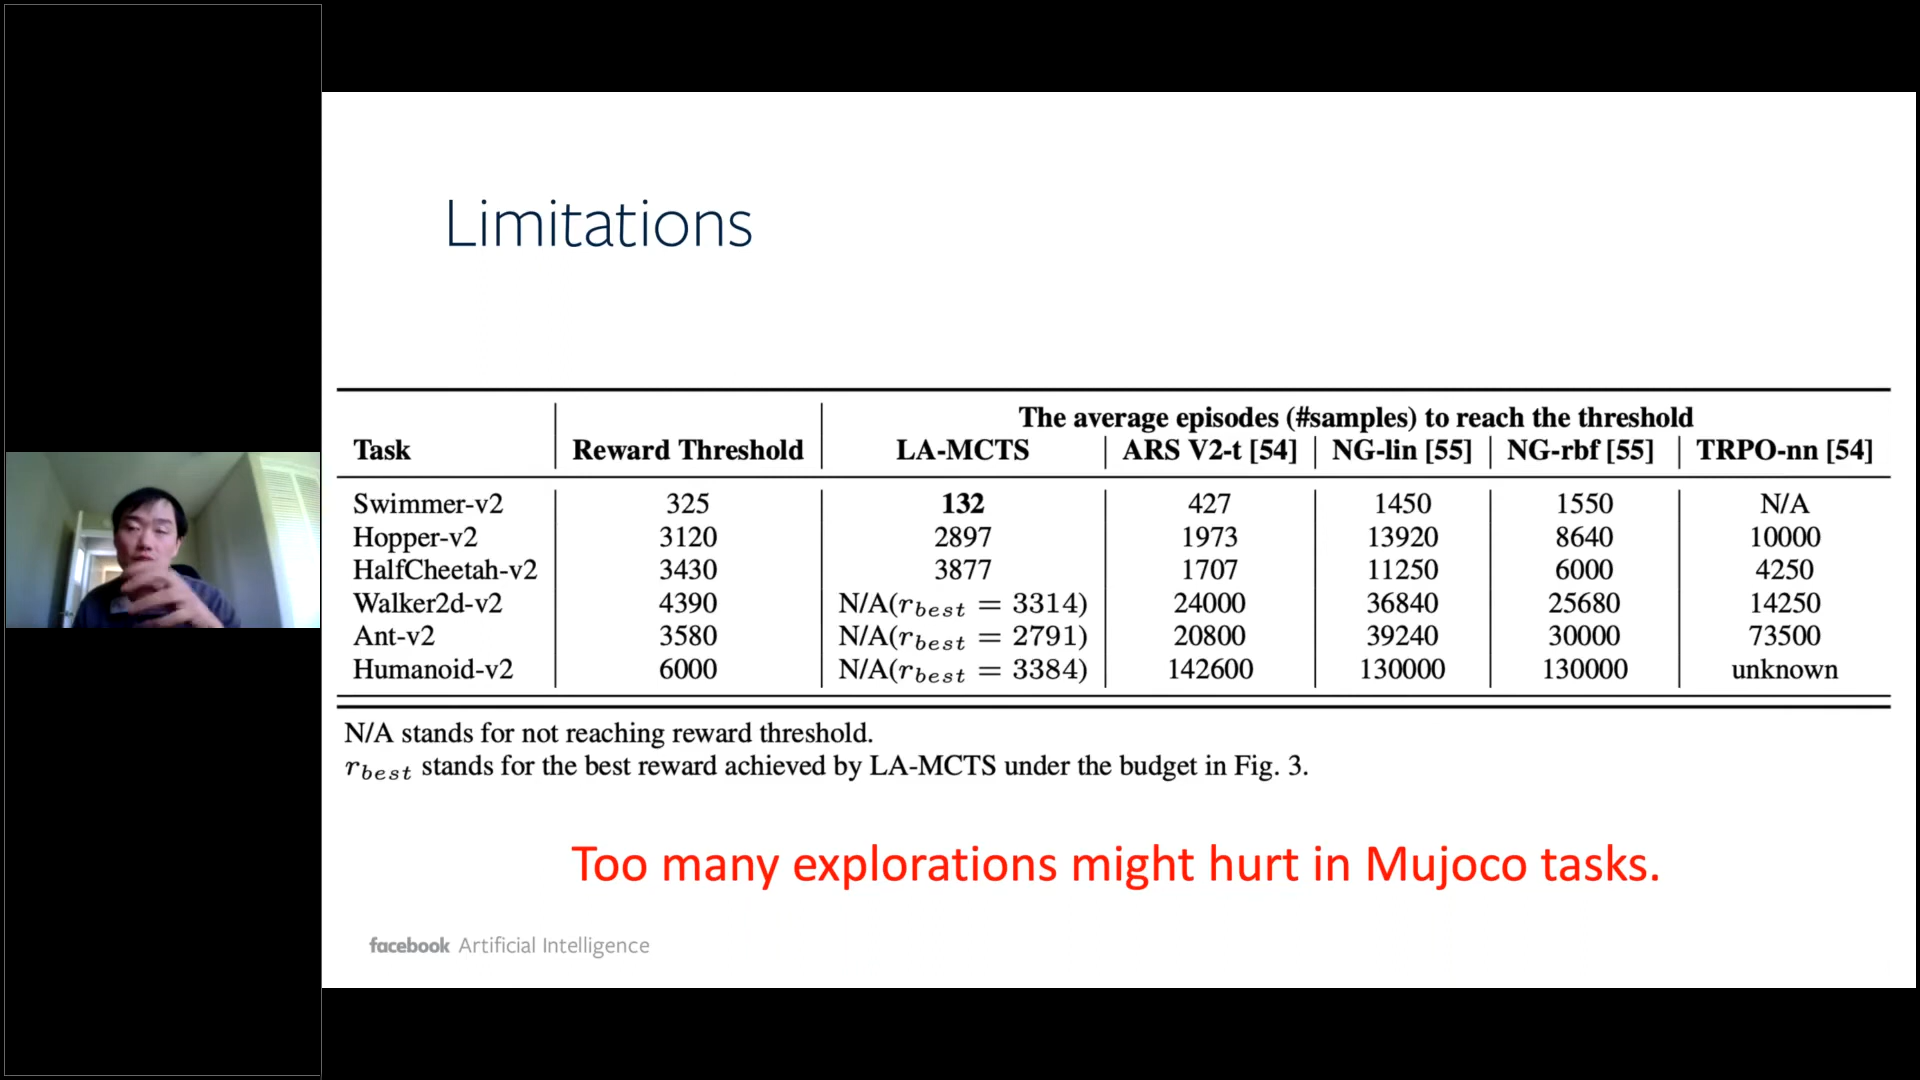 Limitations
The average episodes (#samples) to reach the threshold
Task Reward Threshold LA-MCTS ARS V2-t [54] NG-lin [55] NG-rbf [55] TRPO-nn [54]
Swimmer-v2 325 132 427 1450 1550 N/A
Hopper-v2 3120 2897 1973 13920 8640 10000
HalfCheetah-v2 3430 3877 1707 11250 6000 4250
Walker2d-v2 4390 N/A(r_best = 3314) 24000 36840 25680 14250
Ant-v2 3580 N/A(r_best = 2791) 20800 39240 30000 73500
Humanoid-v2 6000 N/A(r_best = 3384) 142600 130000 130000 unknown
N/A stands for not reaching reward threshold.
r_best stands for the best reward achieved by LA-MCTS under the budget in Fig. 3.
Too many explorations might hurt in Mujoco tasks.
facebook Artificial Intelligence